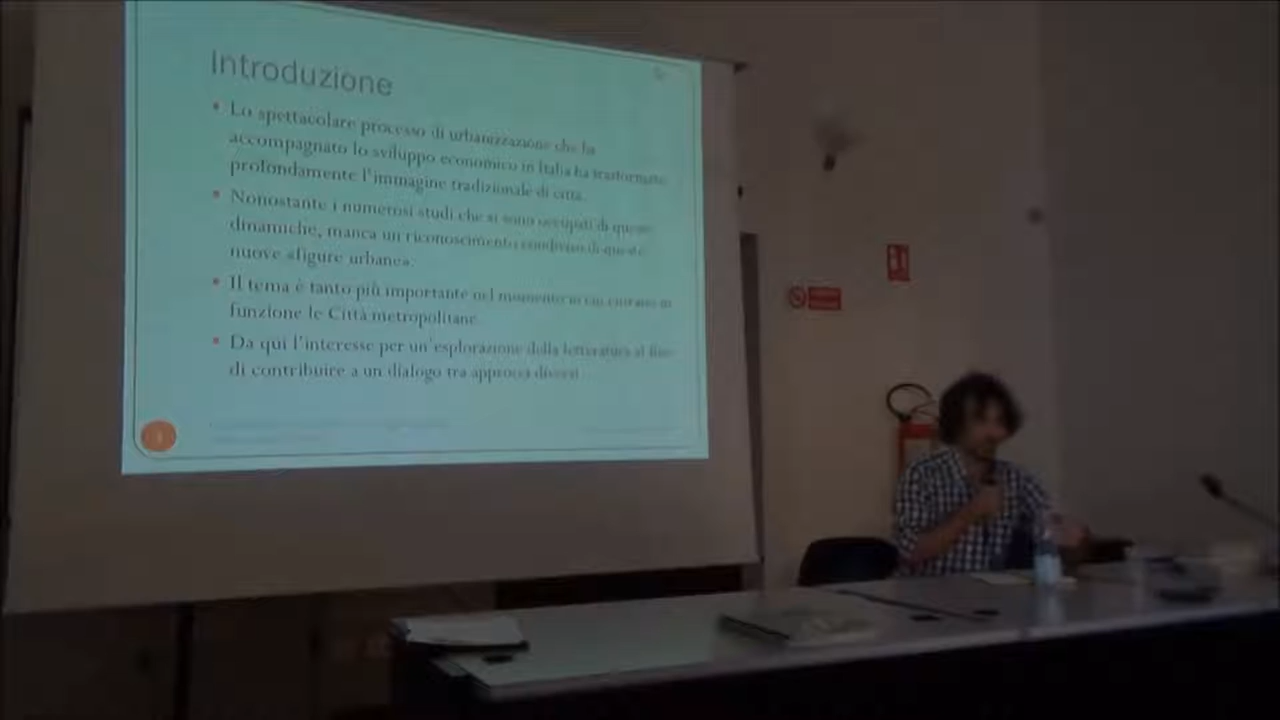 Introduzione
• Lo spettacolare processo di urbanizzazione che ha
accompagnato lo sviluppo economico in Italia ha trasformato
profondamente l'immagine tradizionale di città.
• Nonostante i numerosi studi che si sono occupati di queste
dinamiche, manca un riconoscimento condiviso di queste
nuove «figure urbane».
• Il tema è tanto più importante nel momento in cui entrano in
funzione le Città metropolitane.
• Da qui l'interesse per un'esplorazione della letteratura al fine
di contribuire a un dialogo tra approcci diversi.